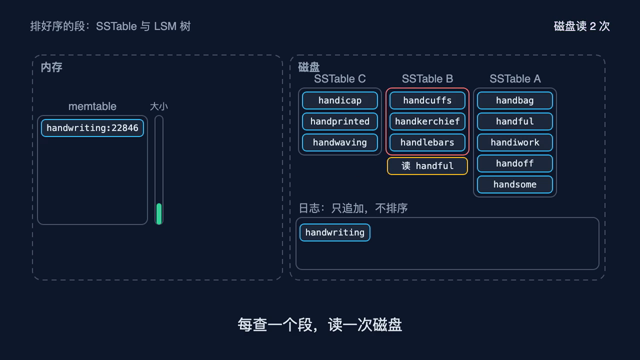 排好序的段：SSTable 与 LSM 树
磁盘读 2 次
内存
memtable
大小
handwriting:22846
磁盘
SSTable C
handicap
handprinted
handwaving
SSTable B
handcuffs
handkerchief
handlebars
读 handful
SSTable A
handbag
handful
handiwork
handoff
handsome
日志：只追加，不排序
handwriting
每查一个段，读一次磁盘